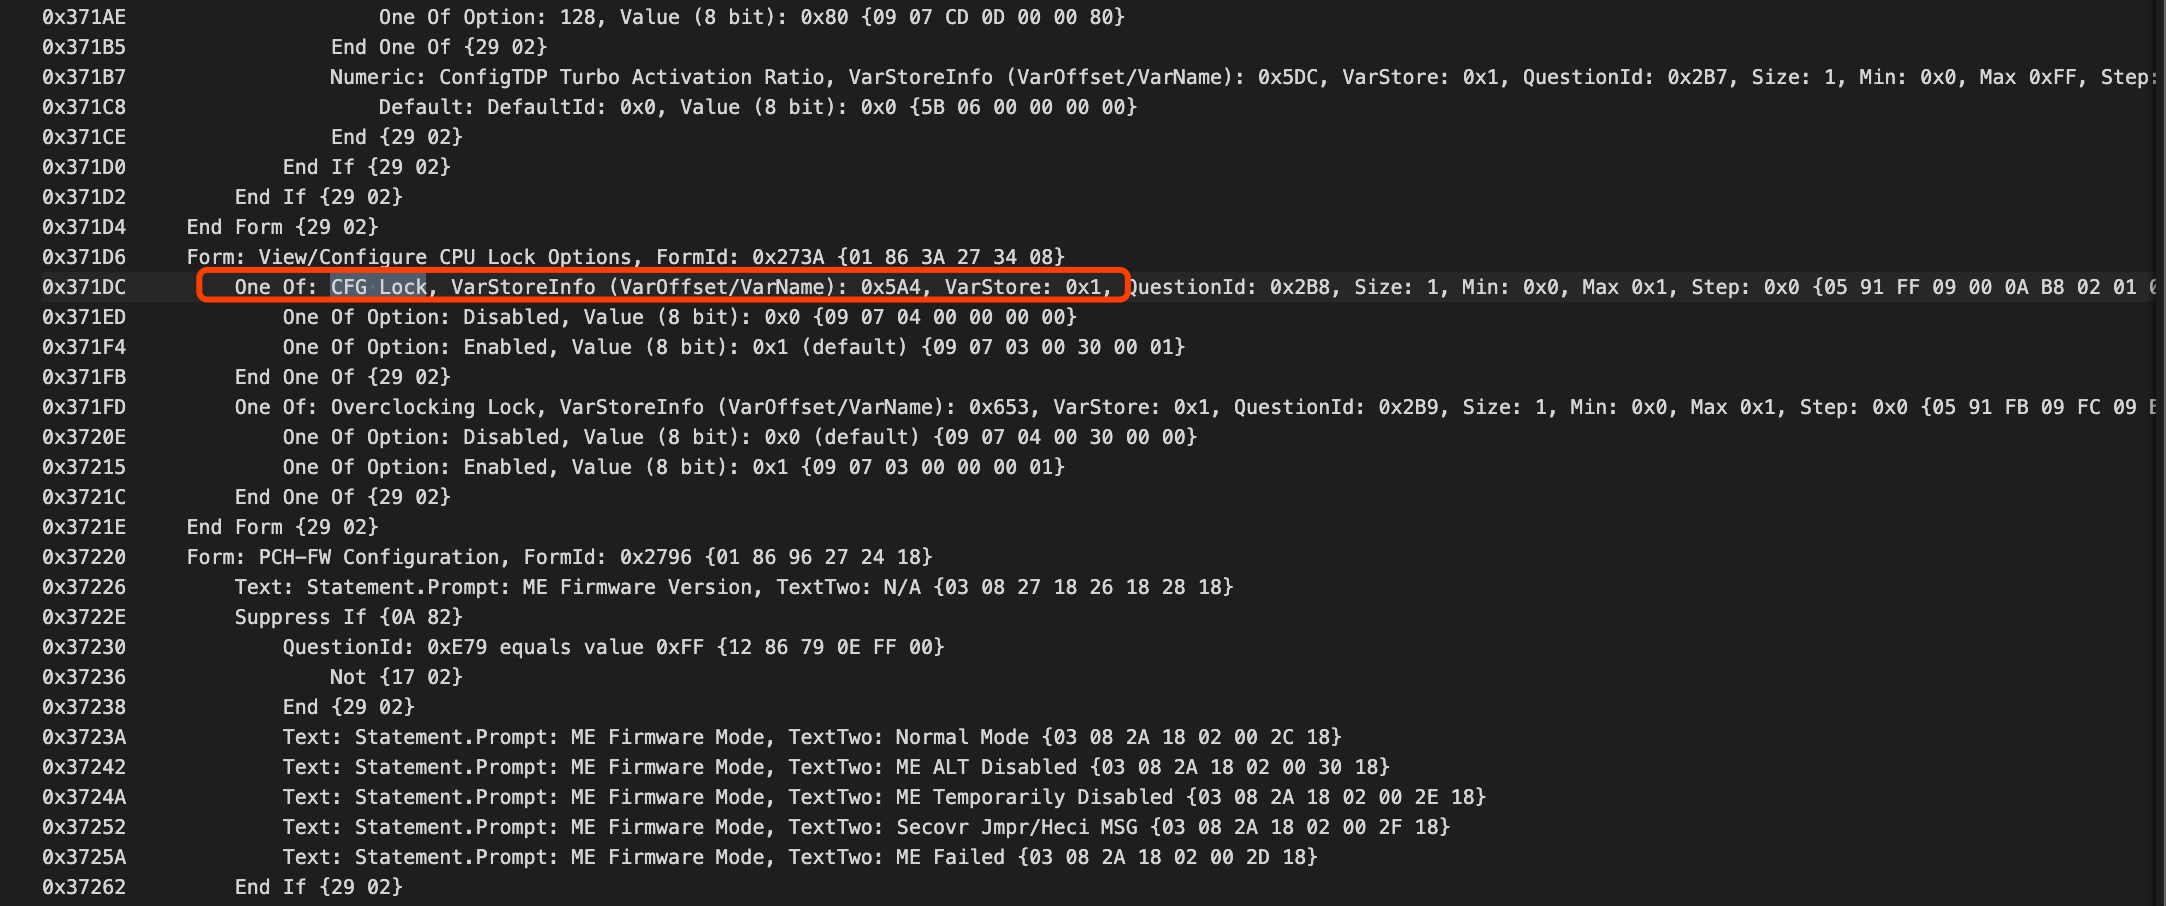 0x371AE One Of Option: 128, Value (8 bit): 0x80 {09 07 CD 0D 00 00 80}
0x371B5 End One Of {29 02}
0x371B7 Numeric: ConfigTDP Turbo Activation Ratio, VarStoreInfo (VarOffset/VarName): 0x5DC, VarStore: 0x1, QuestionId: 0x2B7, Size: 1, Min: 0x0, Max 0xFF, Step:
0x371C8 Default: DefaultId: 0x0, Value (8 bit): 0x0 {5B 06 00 00 00 00}
0x371CE End {29 02}
0x371D0 End If {29 02}
0x371D2 End If {29 02}
0x371D4 End Form {29 02}
0x371D6 Form: View/Configure CPU Lock Options, FormId: 0x273A {01 86 3A 27 34 08}
0x371DC One Of: CFG Lock, VarStoreInfo (VarOffset/VarName): 0x5A4, VarStore: 0x1, QuestionId: 0x2B8, Size: 1, Min: 0x0, Max 0x1, Step: 0x0 {05 91 FF 09 00 0A B8 02 01
0x371ED One Of Option: Disabled, Value (8 bit): 0x0 {09 07 04 00 00 00 00}
0x371F4 One Of Option: Enabled, Value (8 bit): 0x1 (default) {09 07 03 00 30 00 01}
0x371FB End One Of {29 02}
0x371FD One Of: Overclocking Lock, VarStoreInfo (VarOffset/VarName): 0x653, VarStore: 0x1, QuestionId: 0x2B9, Size: 1, Min: 0x0, Max 0x1, Step: 0x0 {05 91 FB 09 FC 09
0x3720E One Of Option: Disabled, Value (8 bit): 0x0 (default) {09 07 04 00 30 00 00}
0x37215 One Of Option: Enabled, Value (8 bit): 0x1 {09 07 03 00 00 00 01}
0x3721C End One Of {29 02}
0x3721E End Form {29 02}
0x37220 Form: PCH-FW Configuration, FormId: 0x2796 {01 86 96 27 24 18}
0x37226 Text: Statement.Prompt: ME Firmware Version, TextTwo: N/A {03 08 27 18 26 18 28 18}
0x3722E Suppress If {0A 82}
0x37230 QuestionId: 0xE79 equals value 0xFF {12 86 79 0E FF 00}
0x37236 Not {17 02}
0x37238 End {29 02}
0x3723A Text: Statement.Prompt: ME Firmware Mode, TextTwo: Normal Mode {03 08 2A 18 02 00 2C 18}
0x37242 Text: Statement.Prompt: ME Firmware Mode, TextTwo: ME ALT Disabled {03 08 2A 18 02 00 30 18}
0x3724A Text: Statement.Prompt: ME Firmware Mode, TextTwo: ME Temporarily Disabled {03 08 2A 18 02 00 2E 18}
0x37252 Text: Statement.Prompt: ME Firmware Mode, TextTwo: Secovr Jmpr/Heci MSG {03 08 2A 18 02 00 2F 18}
0x3725A Text: Statement.Prompt: ME Firmware Mode, TextTwo: ME Failed {03 08 2A 18 02 00 2D 18}
0x37262 End If {29 02}